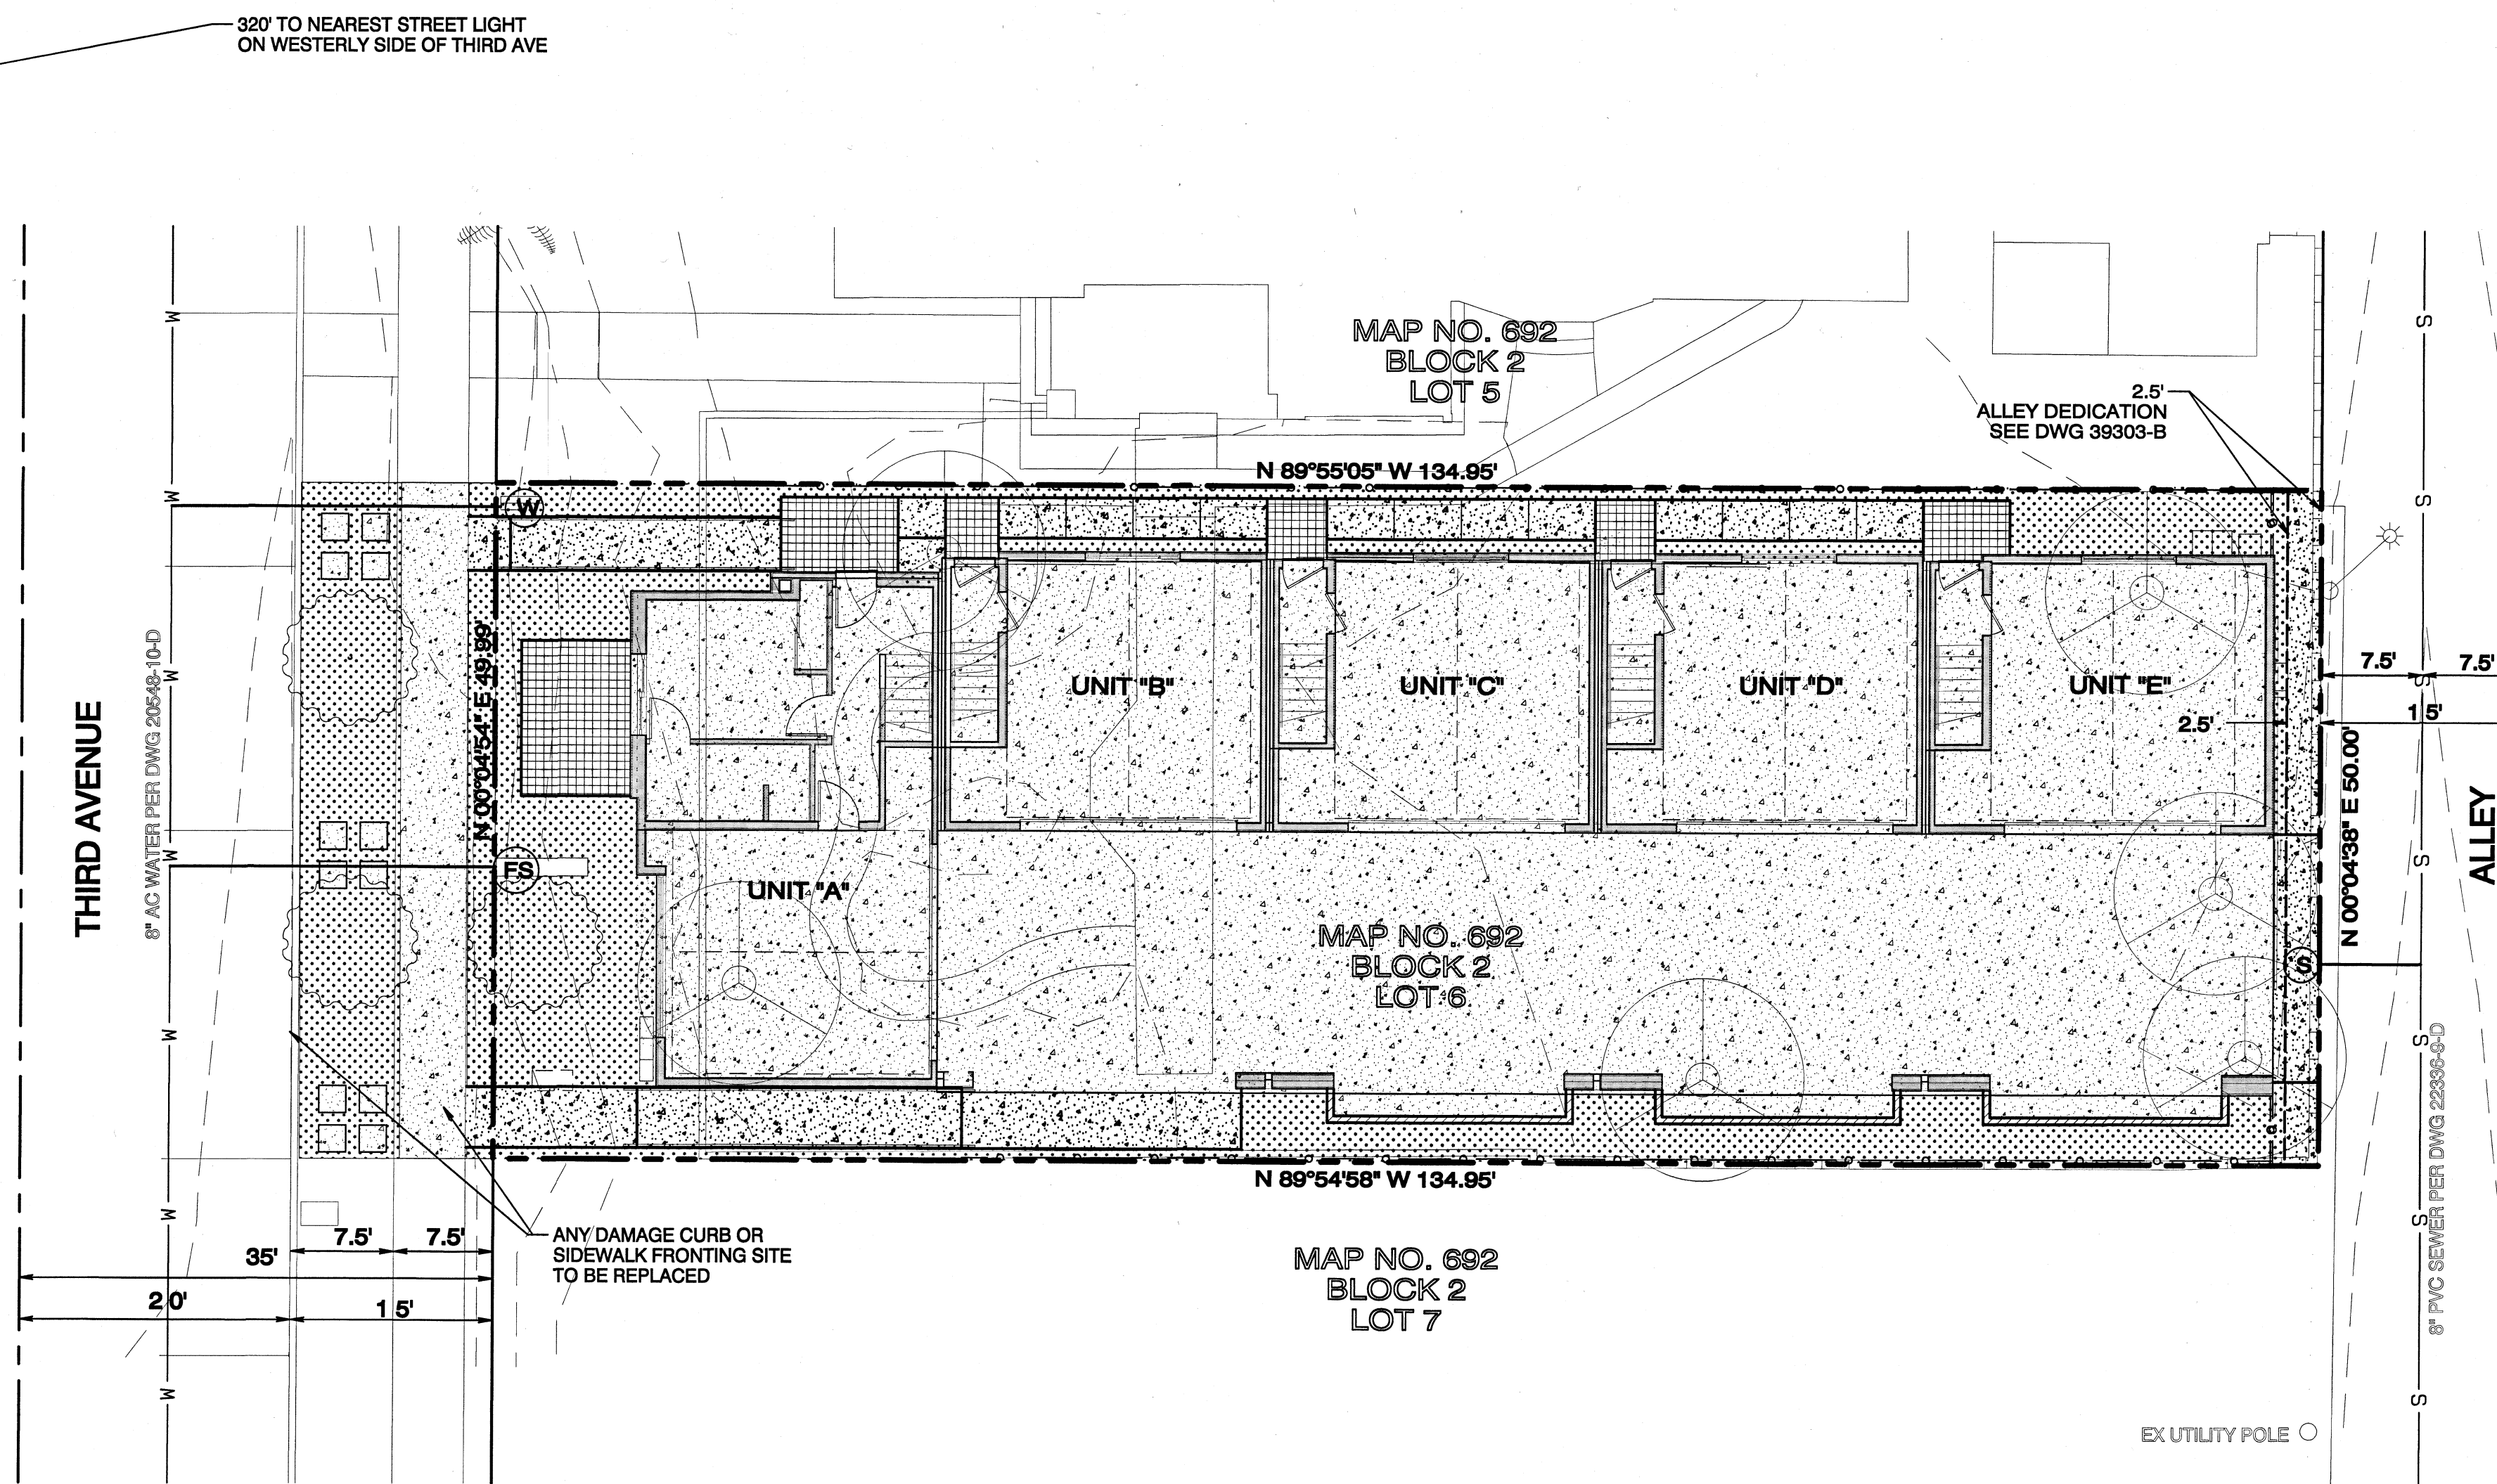 320' TO NEAREST STREET LIGHT
ON WESTERLY SIDE OF THIRD AVE
MAP NO. 692
BLOCK 2
LOT 5
2.5'
ALLEY DEDICATION
SEE DWG 39303-B
N 89°55'05" W 134.95'
W
W
W
W
W
W
W
W
THIRD AVENUE
8" AC WATER PER DWG 20548-10-D
N 00°04'54" E 49.99'
FS
UNIT "A"
UNIT "B"
UNIT "C"
UNIT "D"
UNIT "E"
7.5'
7.5'
2.5'
15'
N 00°04'38" E 50.00'
ALLEY
S
S
S
S
S
S
S
S
8" PVC SEWER PER DWG 22336-8-D
MAP NO. 692
BLOCK 2
LOT 6
N 89°54'58" W 134.95'
ANY DAMAGE CURB OR
SIDEWALK FRONTING SITE
TO BE REPLACED
7.5'
7.5'
35'
20'
15'
MAP NO. 692
BLOCK 2
LOT 7
EX UTILITY POLE